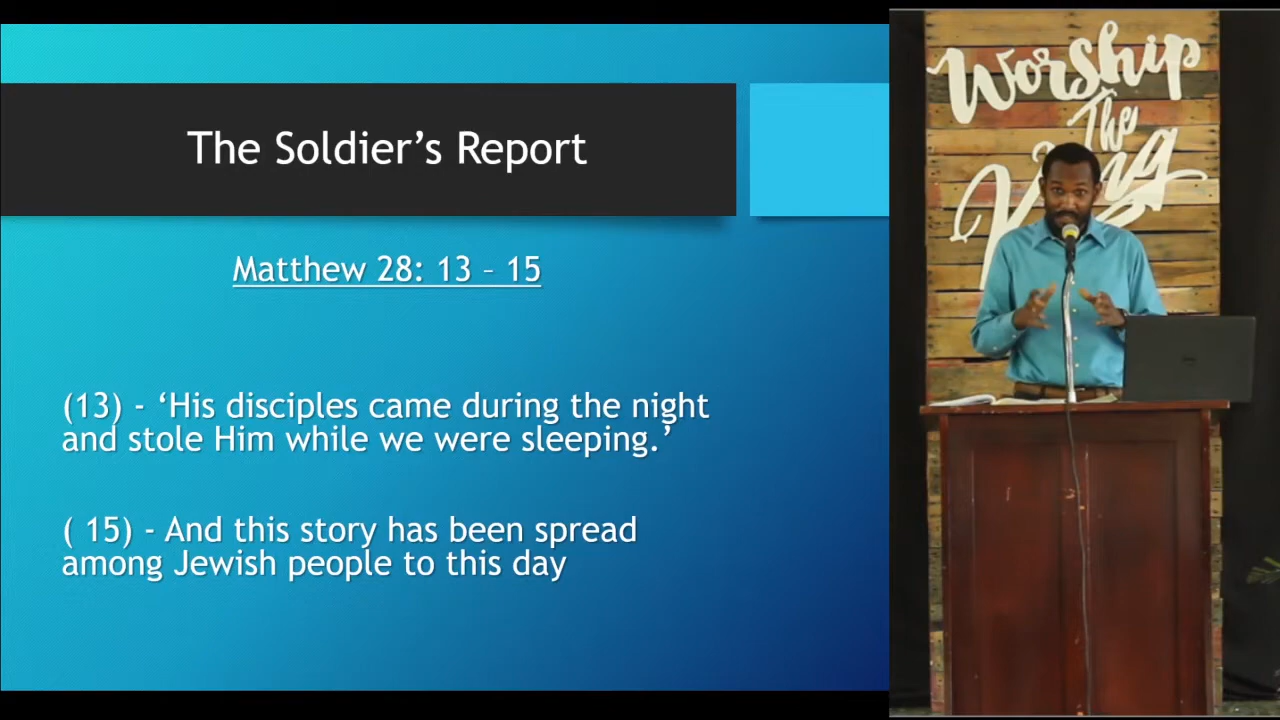 The Soldier’s Report
Matthew 28: 13 – 15
(13) - ‘His disciples came during the night
and stole Him while we were sleeping.’
( 15) - And this story has been spread
among Jewish people to this day
Worship
The
King